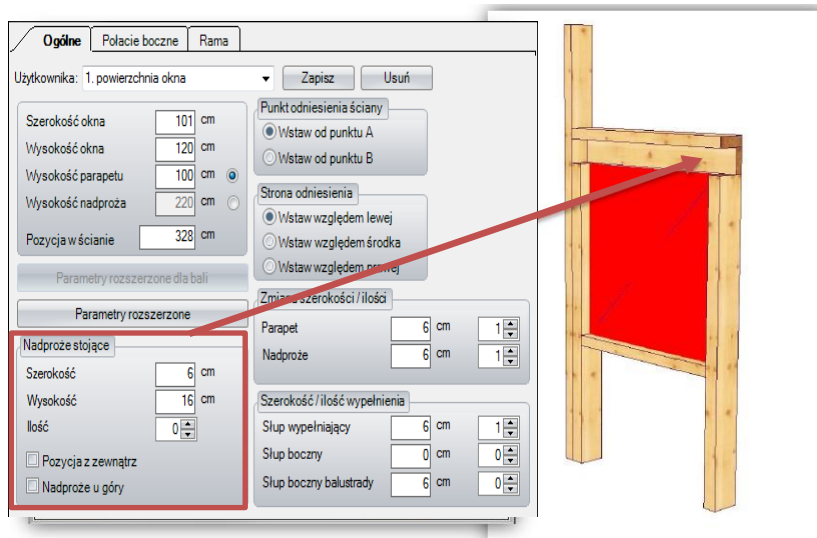 Ogólne Połacie boczne Rama
Użytkownika: 1. powierzchnia okna Zapisz Usuń
Szerokość okna 101 cm
Wysokość okna 120 cm
Wysokość parapetu 100 cm
Wysokość nadproża 220 cm
Pozycja w ścianie 328 cm
Parametry rozszerzone dla bali
Parametry rozszerzone
Nadproże stojące
Szerokość 6 cm
Wysokość 16 cm
Ilość 0
Pozycja z zewnątrz
Nadproże u góry
Punkt odniesienia ściany
Wstaw od punktu A
Wstaw od punktu B
Strona odniesienia
Wstaw względem lewej
Wstaw względem środka
Wstaw względem prawej
Zmiana szerokości / ilości
Parapet 6 cm 1
Nadproże 6 cm 1
Szerokość / ilość wypełnienia
Słup wypełniający 6 cm 1
Słup boczny 0 cm 0
Słup boczny balustrady 6 cm 0